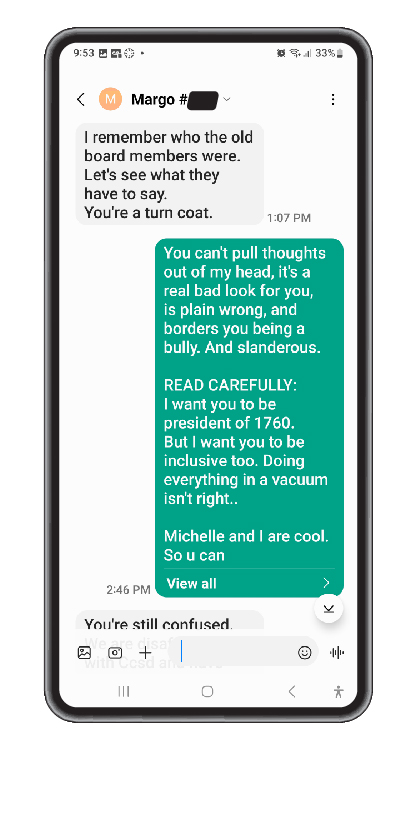 9:53
33%
M Margo #
I remember who the old
board members were.
Let's see what they
have to say.
You're a turn coat.
1:07 PM
You can't pull thoughts
out of my head, it's a
real bad look for you,
is plain wrong, and
borders you being a
bully. And slanderous.
READ CAREFULLY:
I want you to be
president of 1760.
But I want you to be
inclusive too. Doing
everything in a vacuum
isn't right..
Michelle and I are cool.
So u can
View all
2:46 PM
You're still confused.
We are disaf
with Ccsd and